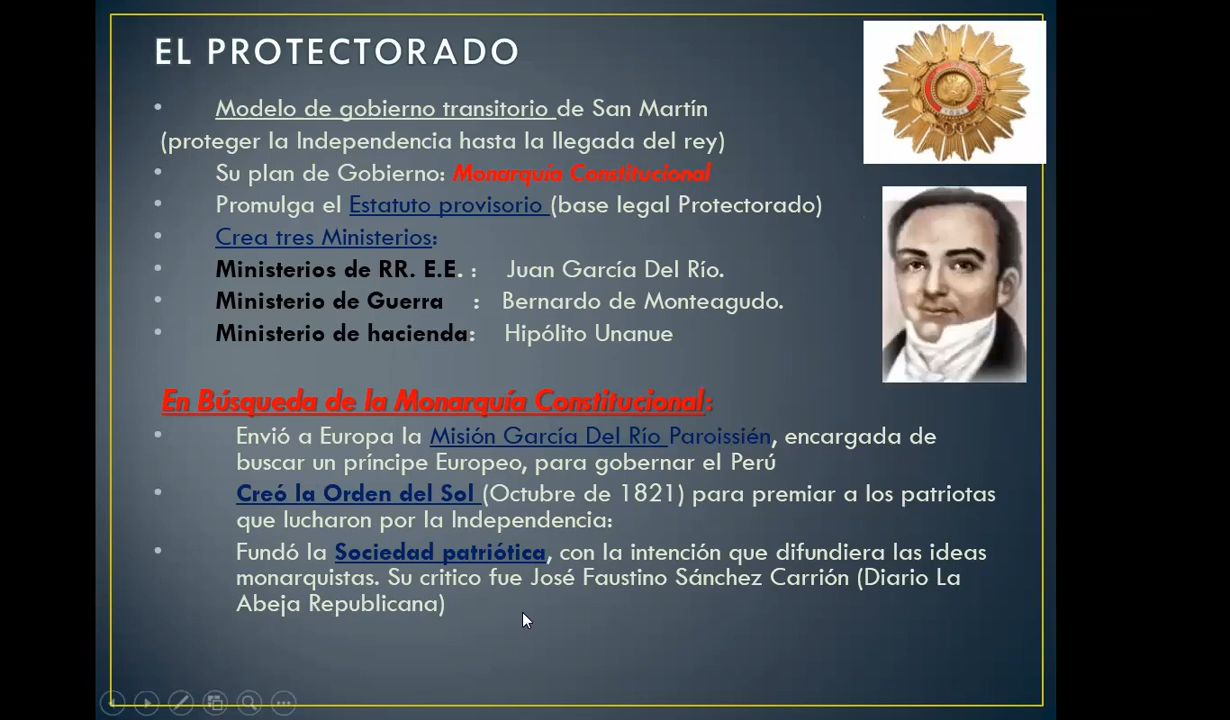 EL PROTECTORADO
• Modelo de gobierno transitorio de San Martín
(proteger la Independencia hasta la llegada del rey)
• Su plan de Gobierno: Monarquía Constitucional
• Promulga el Estatuto provisorio (base legal Protectorado)
• Crea tres Ministerios:
• Ministerios de RR. E.E. : Juan García Del Río.
• Ministerio de Guerra : Bernardo de Monteagudo.
• Ministerio de hacienda: Hipólito Unanue
En Búsqueda de la Monarquía Constitucional:
• Envió a Europa la Misión García Del Río Paroissién, encargada de
buscar un príncipe Europeo, para gobernar el Perú
• Creó la Orden del Sol (Octubre de 1821) para premiar a los patriotas
que lucharon por la Independencia:
• Fundó la Sociedad patriótica, con la intención que difundiera las ideas
monarquistas. Su critico fue José Faustino Sánchez Carrión (Diario La
Abeja Republicana)